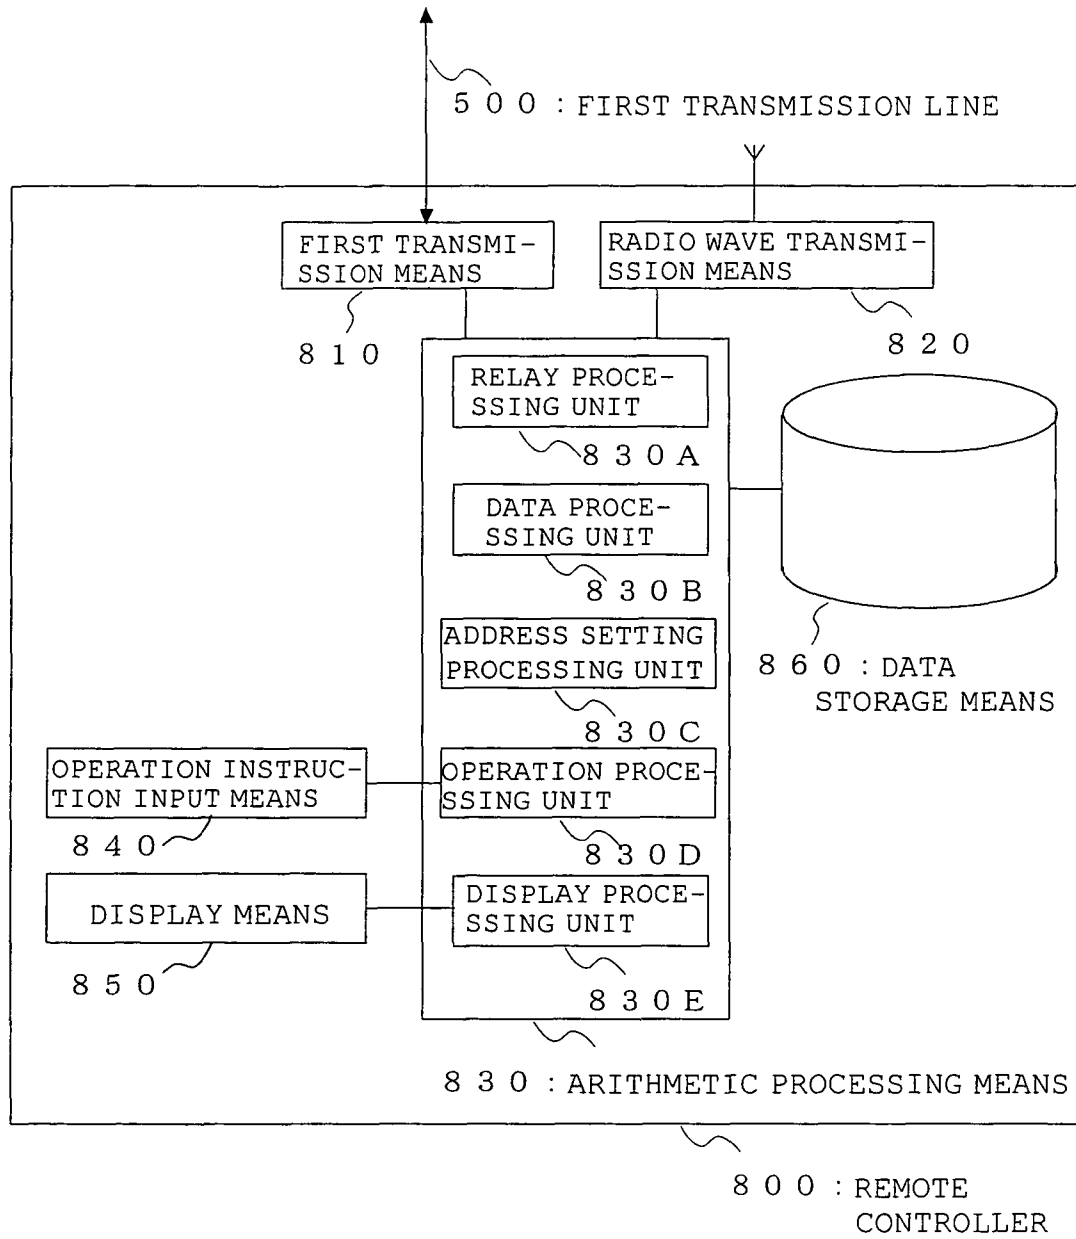 500 : FIRST TRANSMISSION LINE
FIRST TRANSMI-
SSION MEANS
810
RADIO WAVE TRANSMI-
SSION MEANS
820
RELAY PROCE-
SSING UNIT
830A
DATA PROCE-
SSING UNIT
830B
ADDRESS SETTING
PROCESSING UNIT
830C
860 : DATA
STORAGE MEANS
OPERATION INSTRUC-
TION INPUT MEANS
840
OPERATION PROCE-
SSING UNIT
830D
DISPLAY MEANS
850
DISPLAY PROCE-
SSING UNIT
830E
830 : ARITHMETIC PROCESSING MEANS
800 : REMOTE
CONTROLLER